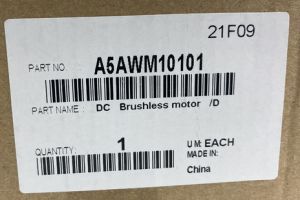 21F09
PART NO. A5AWM10101
PART NAME : DC Brushless motor /D
QUANTITY: 1 U M: EACH
MADE IN:
China